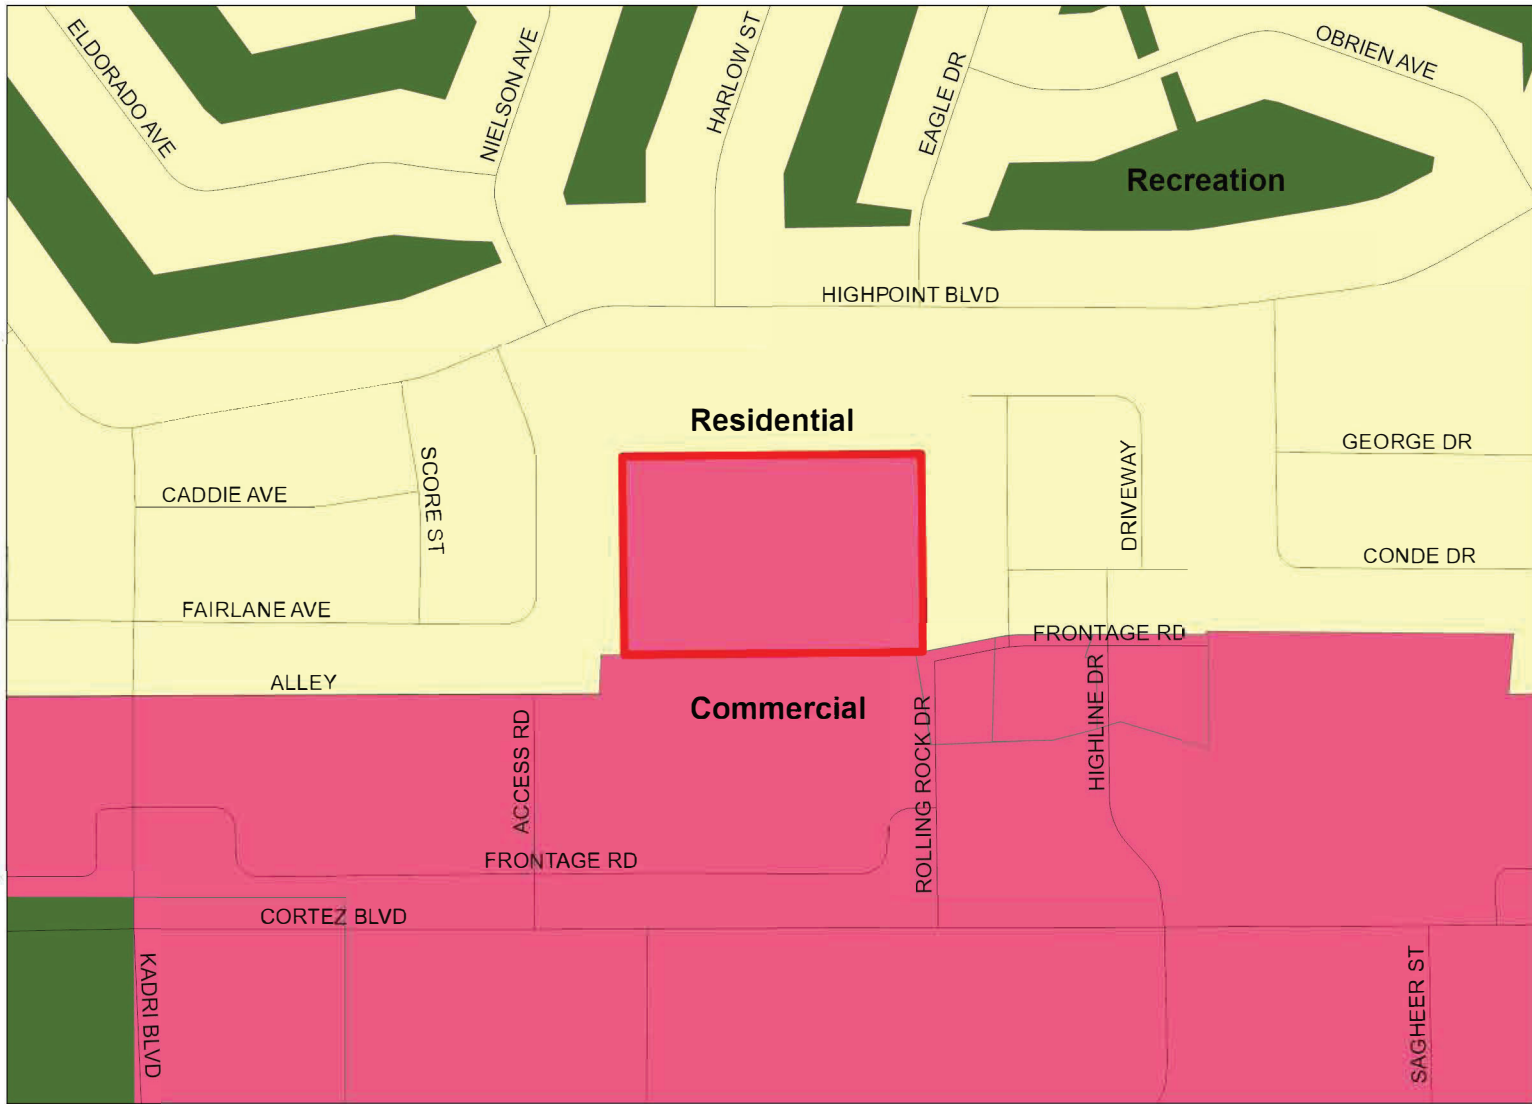 ELDORADO AVE
NIELSON AVE
HARLOW ST
EAGLE DR
OBRIEN AVE
Recreation
HIGHPOINT BLVD
Residential
GEORGE DR
CADDIE AVE
SCORE ST
DRIVEWAY
CONDE DR
FAIRLANE AVE
FRONTAGE RD
ALLEY
Commercial
ACCESS RD
ROLLING ROCK DR
HIGHLINE DR
FRONTAGE RD
CORTEZ BLVD
KADRI BLVD
SAGHEER ST